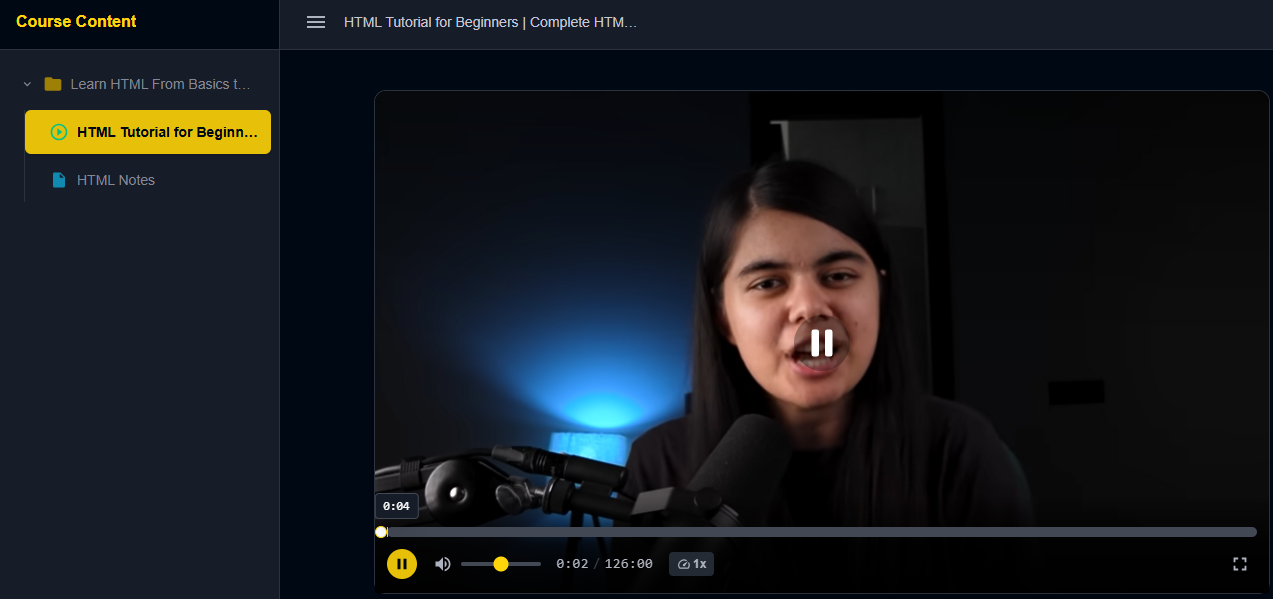 Course Content
HTML Tutorial for Beginners | Complete HTM...
Learn HTML From Basics t...
HTML Tutorial for Beginn...
HTML Notes
0:04
0:02 / 126:00
1x